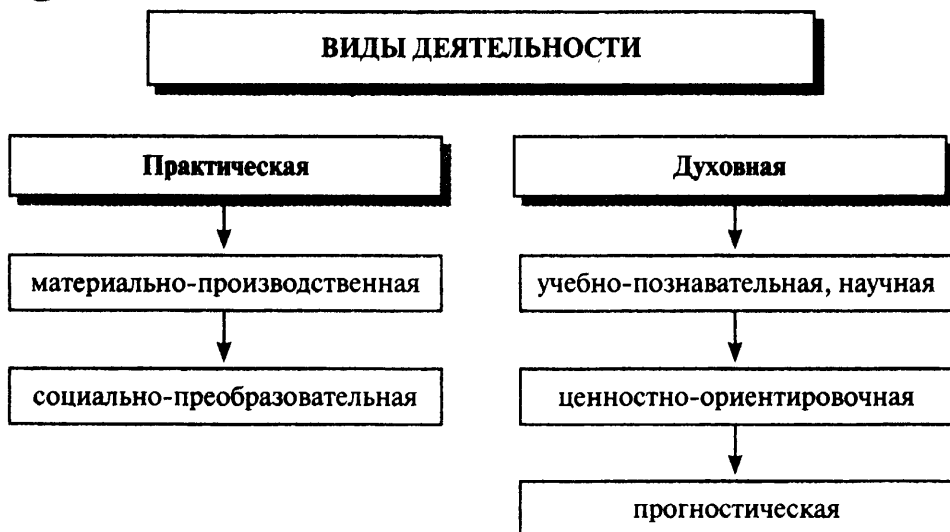 ВИДЫ ДЕЯТЕЛЬНОСТИ
Практическая
материально-производственная
социально-преобразовательная
Духовная
учебно-познавательная, научная
ценностно-ориентировочная
прогностическая